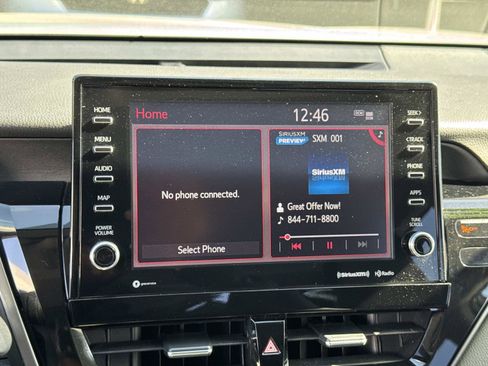 HOME
MENU
AUDIO
MAP
POWER
VOLUME
Home
12:46
No phone connected.
Select Phone
SIRIUSXM
PREVIEW
SXM 001
SiriusXM
Great Offer Now!
844-711-8800
SEEK>
<TRACK
PHONE
APPS
TUNE
SCROLL
SiriusXM
HD Radio